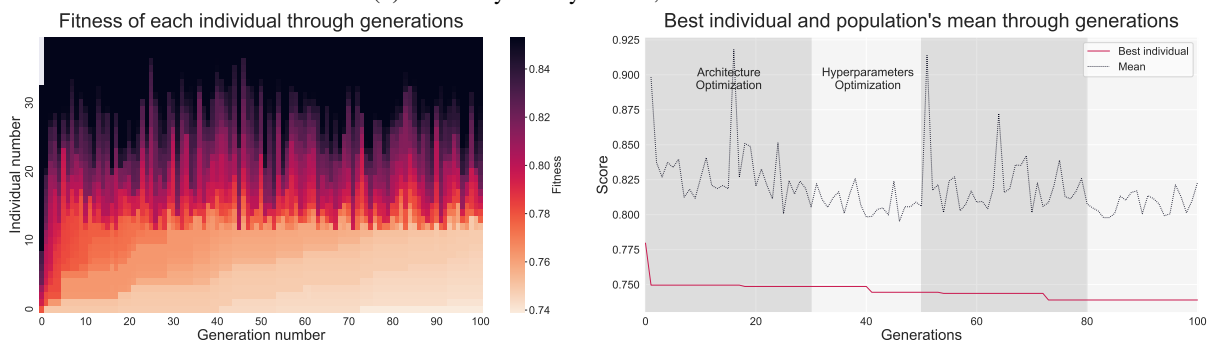 Fitness of each individual through generations
Individual number
30
20
10
0
0 10 20 30 40 50 60 70 80 90 100
Generation number
0.84
0.82
0.80
0.78
0.76
0.74
Fitness
Best individual and population's mean through generations
Score
0.925
0.900
0.875
0.850
0.825
0.800
0.775
0.750
Architecture
Optimization
Hyperparameters
Optimization
Best individual
Mean
0 20 40 60 80 100
Generations